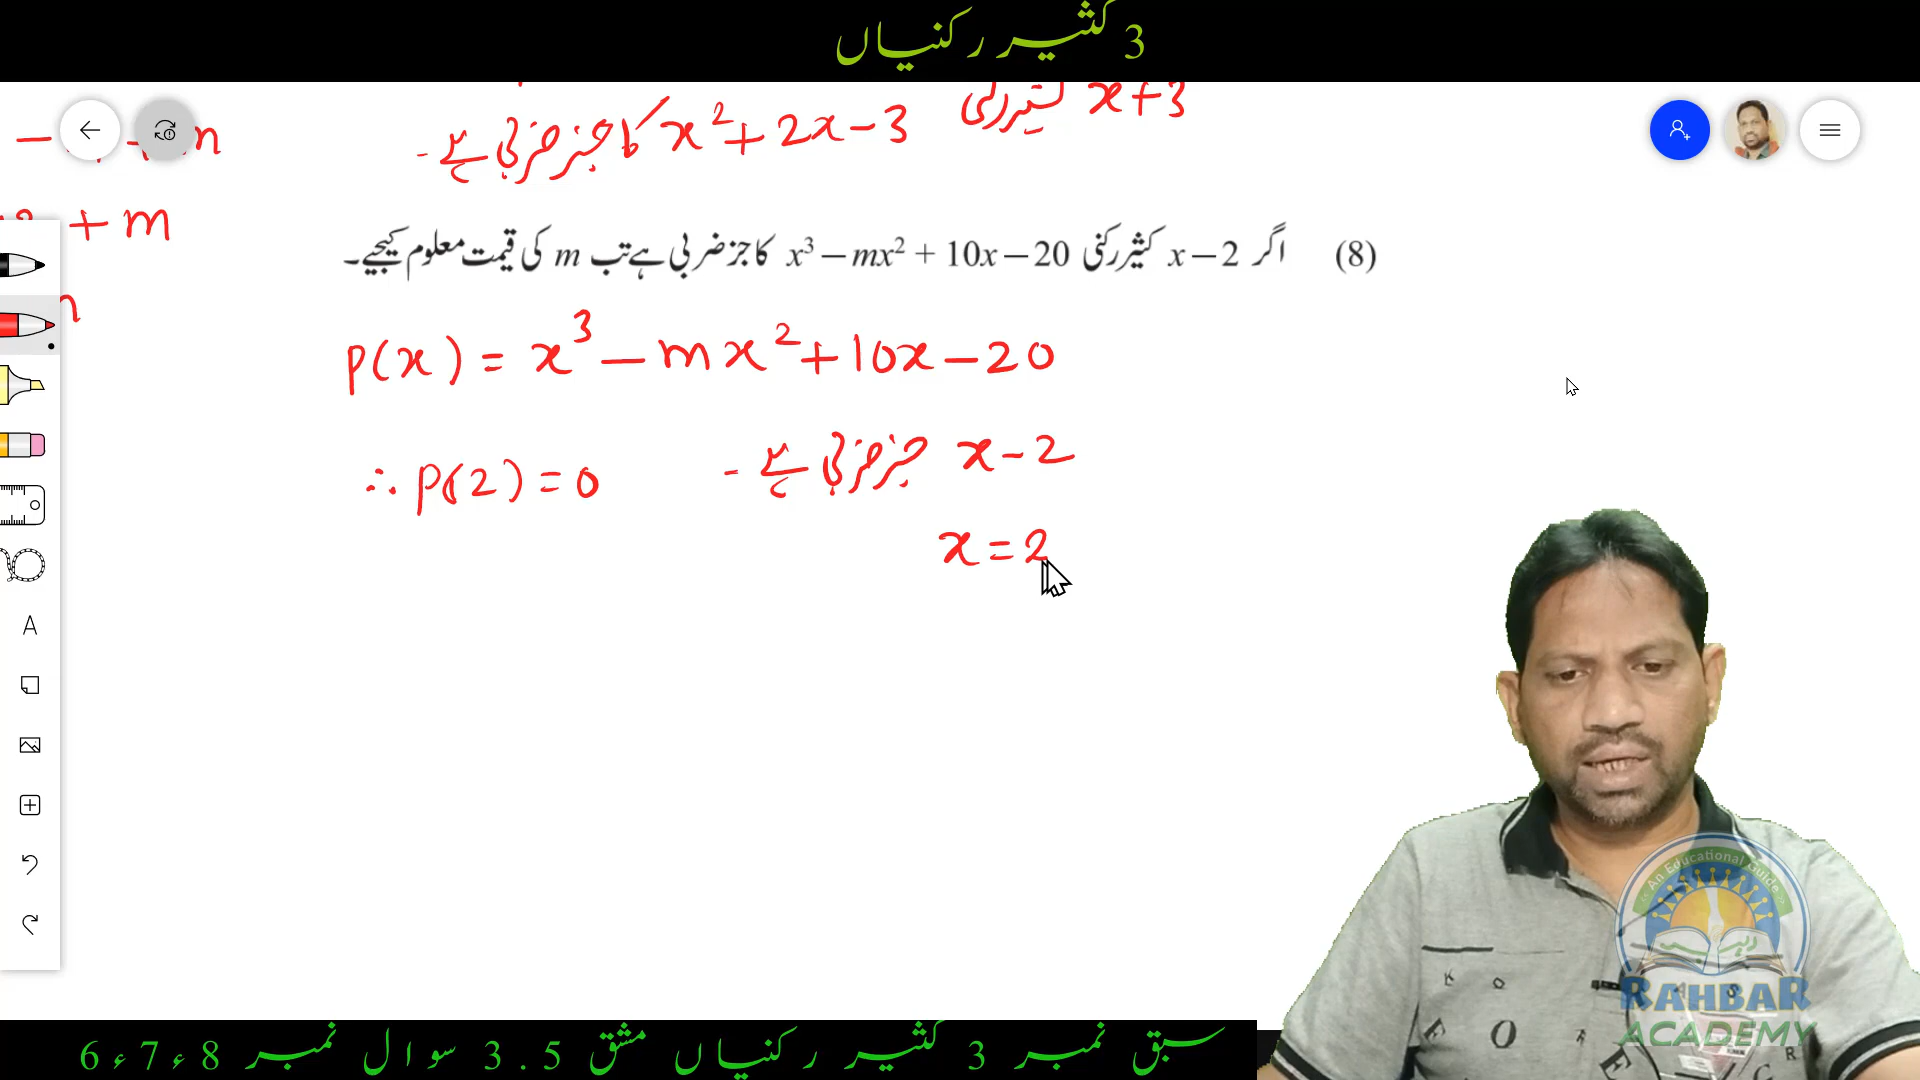 3 کثیر رکنیاں
x+3 کثیر رکنی
x²+2x-3 کا جز ضربی ہے -
+ m
(8) اگر x − 2 کثیر رکنی x³ − mx² + 10x − 20 کا جز ضربی ہے تب m کی قیمت معلوم کیجیے۔
p(x) = x³ - mx² + 10x - 20
x - 2 جز ضربی ہے -
∴ p(2) = 0
x = 2
An Educational Guide
RAHBAR
ACADEMY
سبق نمبر 3 کثیر رکنیاں مشق 3.5 سوال نمبر 8،7،6